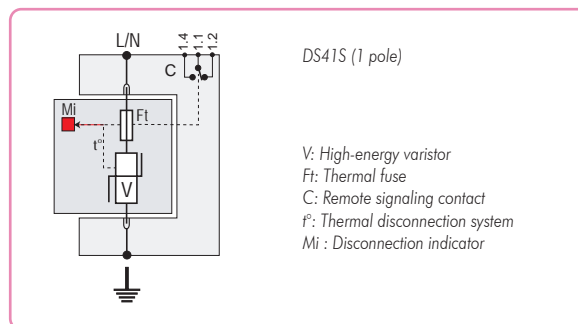 L/N
1.4
1.1
1.2
C
DS41S (1 pole)
Mi
Ft
t°
V
V: High-energy varistor
Ft: Thermal fuse
C: Remote signaling contact
t°: Thermal disconnection system
Mi : Disconnection indicator